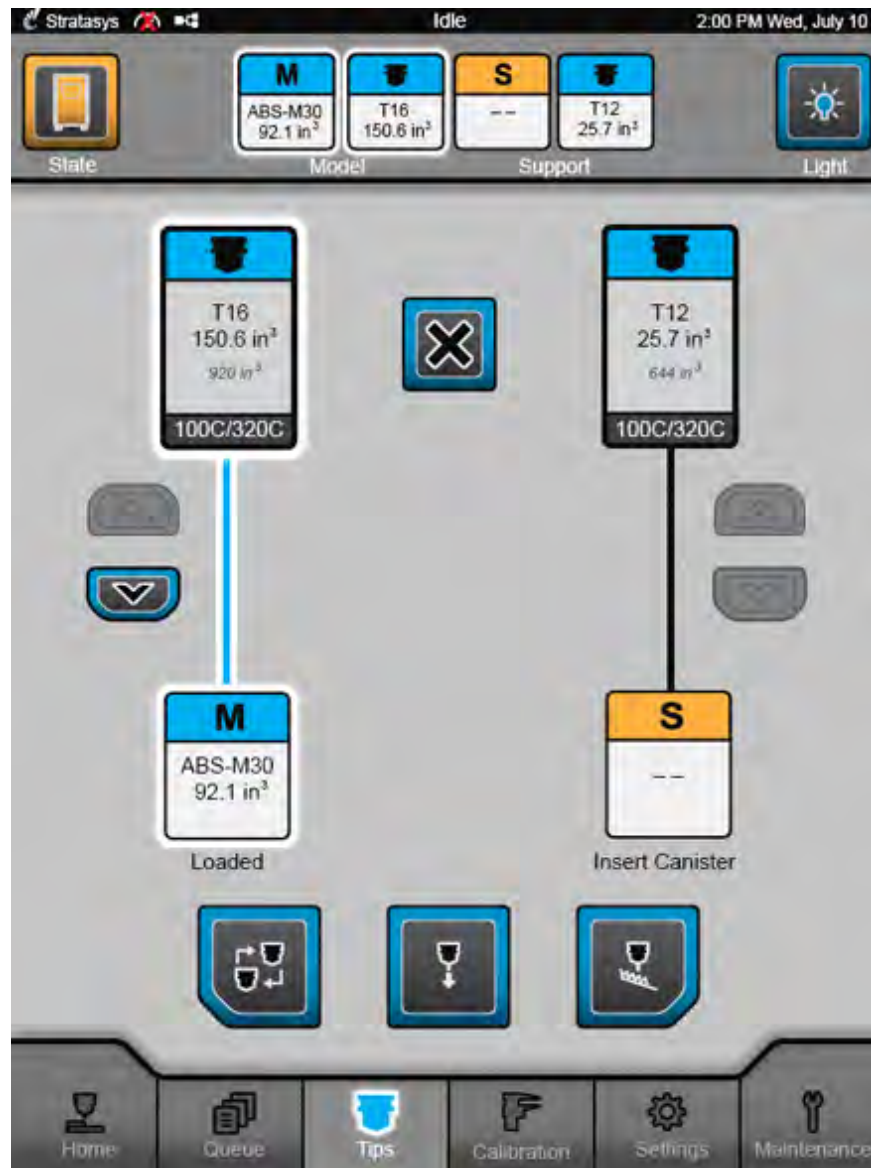 Stratasys
Idle
2:00 PM Wed, July 10
M
ABS-M30
92.1 in³
T16
150.6 in³
S
--
T12
25.7 in³
State
Model
Support
Light
T16
150.6 in³
920 in³
100C/320C
T12
25.7 in³
644 in³
100C/320C
M
ABS-M30
92.1 in³
Loaded
S
--
Insert Canister
Home
Queue
Tips
Calibration
Settings
Maintenance